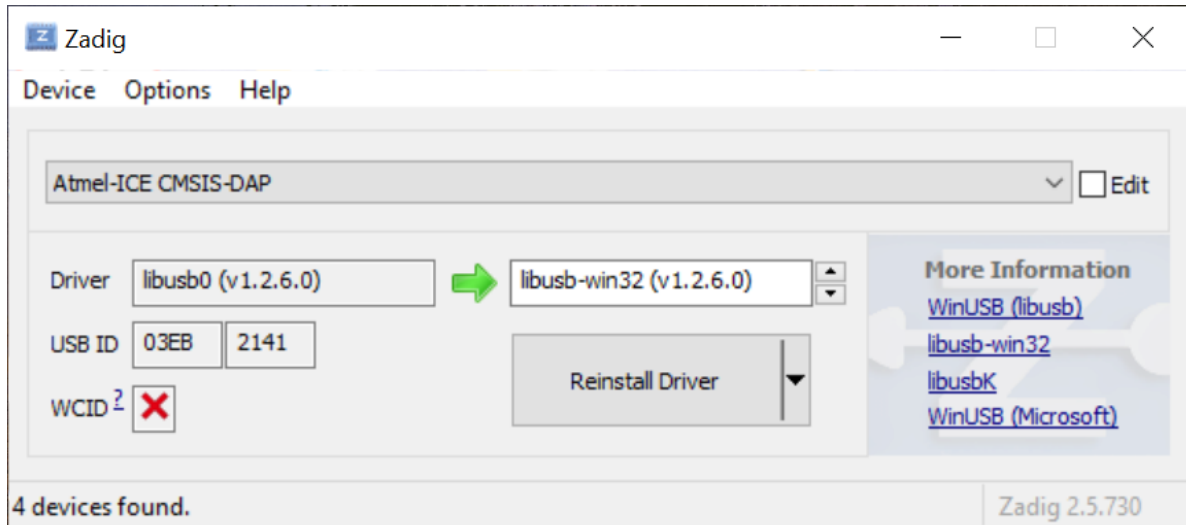 Zadig
Device Options Help
Atmel-ICE CMSIS-DAP
Edit
Driver libusb0 (v1.2.6.0) libusb-win32 (v1.2.6.0)
USB ID 03EB 2141
WCID ?
Reinstall Driver
More Information
WinUSB (libusb)
libusb-win32
libusbK
WinUSB (Microsoft)
4 devices found.
Zadig 2.5.730